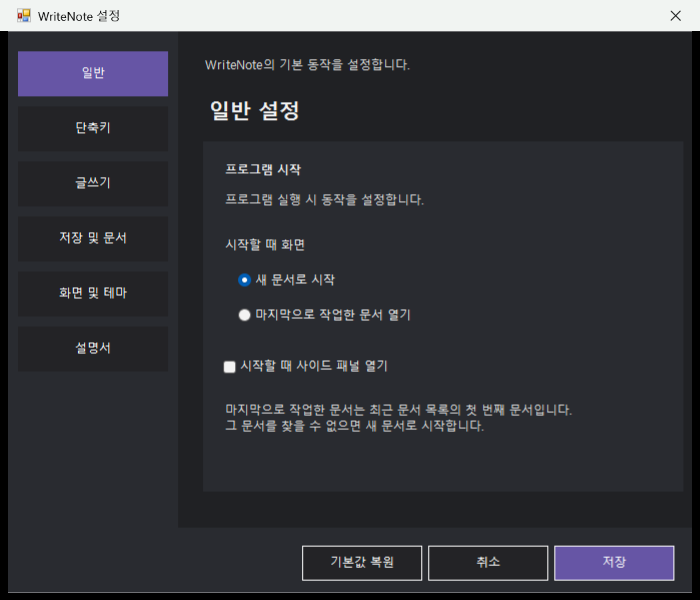 WriteNote 설정
일반
단축키
글쓰기
저장 및 문서
화면 및 테마
설명서
WriteNote의 기본 동작을 설정합니다.
일반 설정
프로그램 시작
프로그램 실행 시 동작을 설정합니다.
시작할 때 화면
새 문서로 시작
마지막으로 작업한 문서 열기
시작할 때 사이드 패널 열기
마지막으로 작업한 문서는 최근 문서 목록의 첫 번째 문서입니다.
그 문서를 찾을 수 없으면 새 문서로 시작합니다.
기본값 복원
취소
저장